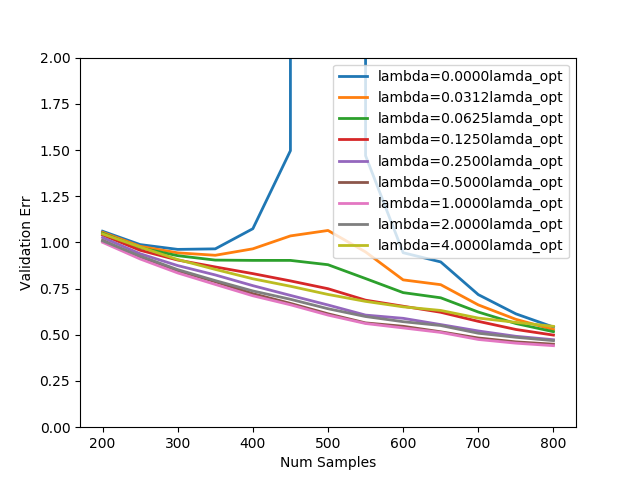 2.00
1.75
1.50
1.25
1.00
0.75
0.50
0.25
0.00
Validation Err
lambda=0.0000lamda_opt
lambda=0.0312lamda_opt
lambda=0.0625lamda_opt
lambda=0.1250lamda_opt
lambda=0.2500lamda_opt
lambda=0.5000lamda_opt
lambda=1.0000lamda_opt
lambda=2.0000lamda_opt
lambda=4.0000lamda_opt
200 300 400 500 600 700 800
Num Samples